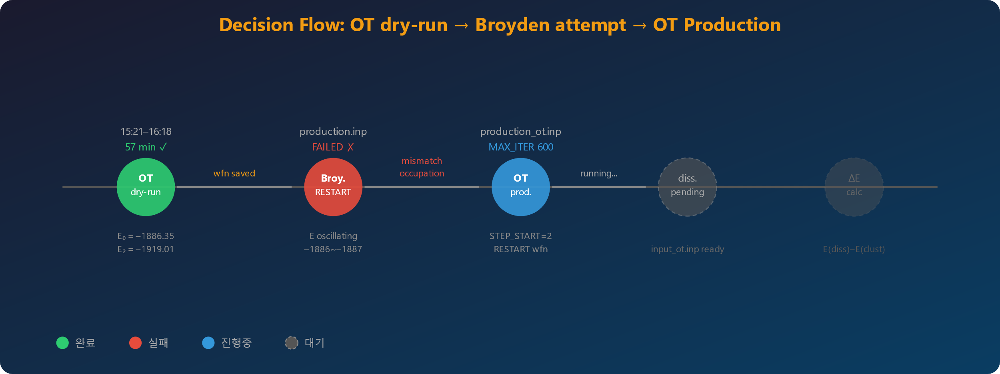 Decision Flow: OT dry-run → Broyden attempt → OT Production
15:21–16:18
57 min ✓
OT
dry-run
E₀ = −1886.35
E₂ = −1919.01
wfn saved
production.inp
FAILED ✗
Broy.
RESTART
E oscillating
−1886~−1887
mismatch
occupation
production_ot.inp
MAX_ITER 600
OT
prod.
STEP_START=2
RESTART wfn
running...
diss.
pending
input_ot.inp ready
ΔE
calc
E(diss)−E(clust)
완료
실패
진행중
대기